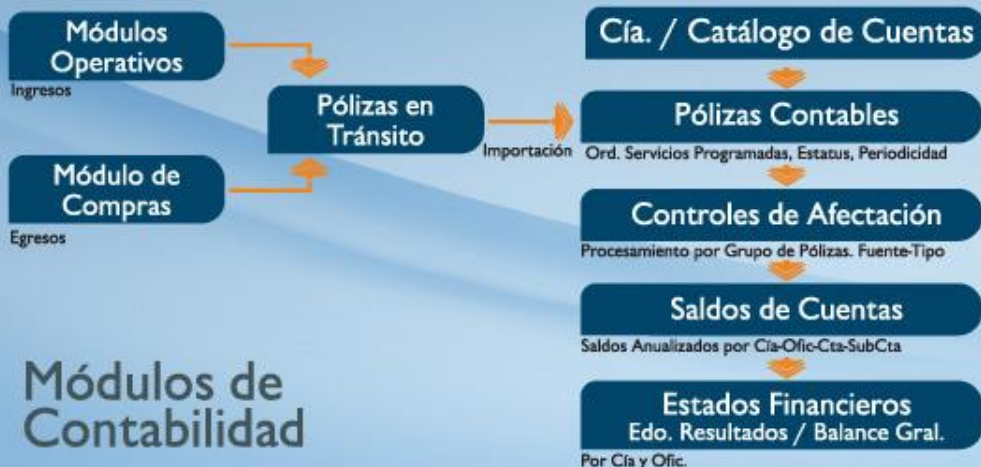 Módulos
Operativos
Ingresos
Módulo de
Compras
Egresos
Pólizas en
Tránsito
Importación
Cía. / Catálogo de Cuentas
Pólizas Contables
Ord. Servicios Programadas, Estatus, Periodicidad
Controles de Afectación
Procesamiento por Grupo de Pólizas. Fuente-Tipo
Saldos de Cuentas
Saldos Anualizados por Cía-Ofic-Cta-SubCta
Estados Financieros
Edo. Resultados / Balance Gral.
Por Cía y Ofic.
Módulos de
Contabilidad